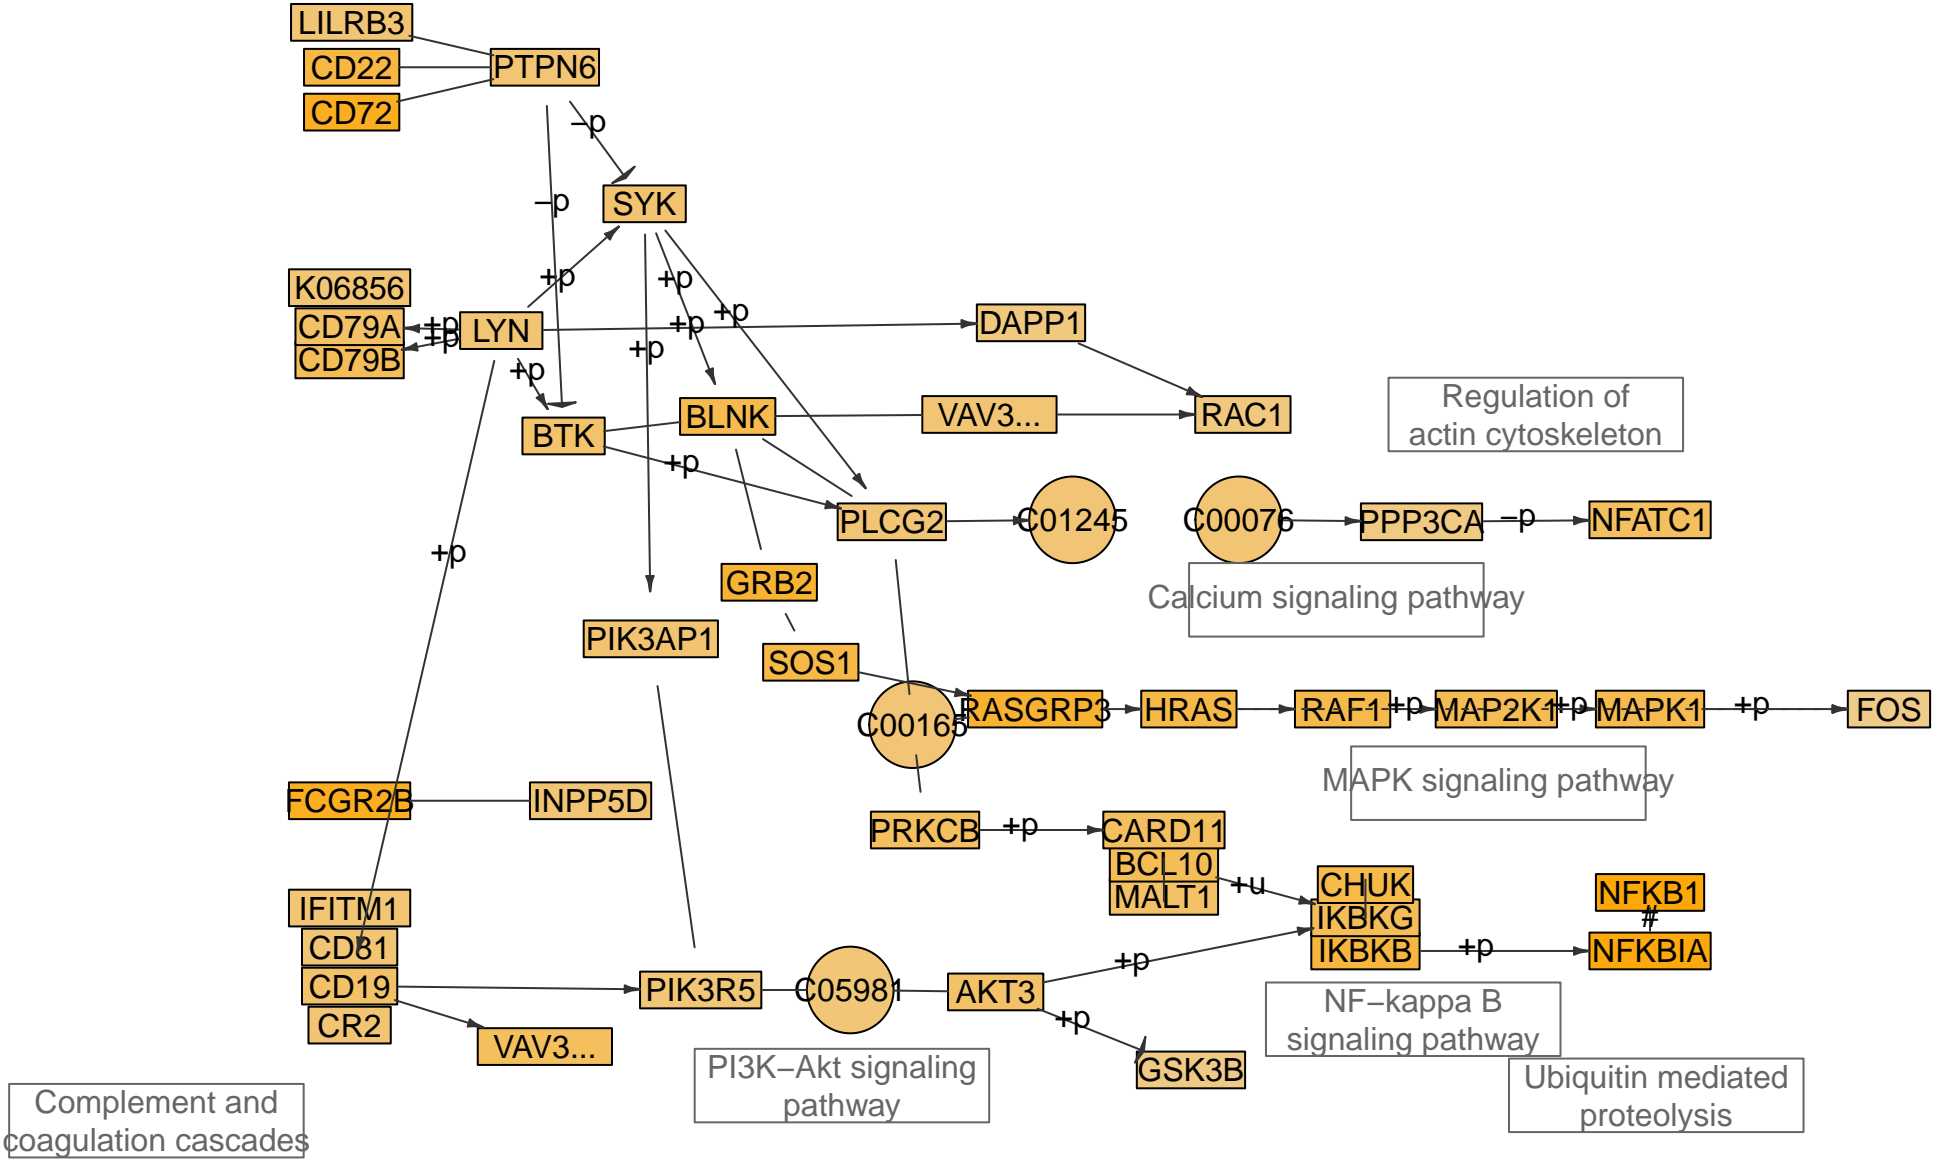 LILRB3
CD22
PTPN6
CD72
−p
SYK
−p
+p
+p
K06856
+p
CD79A
+p
LYN
+p
+p
DAPP1
CD79B
+p
+p
+p
BTK
BLNK
VAV3...
RAC1
Regulation of
actin cytoskeleton
+p
PLCG2
C01245
C00076
PPP3CA
−p
NFATC1
+p
GRB2
Calcium signaling pathway
PIK3AP1
SOS1
C00165
RASGRP3
HRAS
RAF1
+p
MAP2K1
+p
MAPK1
+p
FOS
MAPK signaling pathway
FCGR2B
INPP5D
PRKCB
+p
CARD11
BCL10
+u
MALT1
CHUK
IKBKG
IKBKB
+p
NFKB1
#
NFKBIA
IFITM1
CD81
CD19
CR2
VAV3...
PIK3R5
C05981
AKT3
+p
+p
GSK3B
NF−kappa B
signaling pathway
PI3K−Akt signaling
pathway
Ubiquitin mediated
proteolysis
Complement and
coagulation cascades